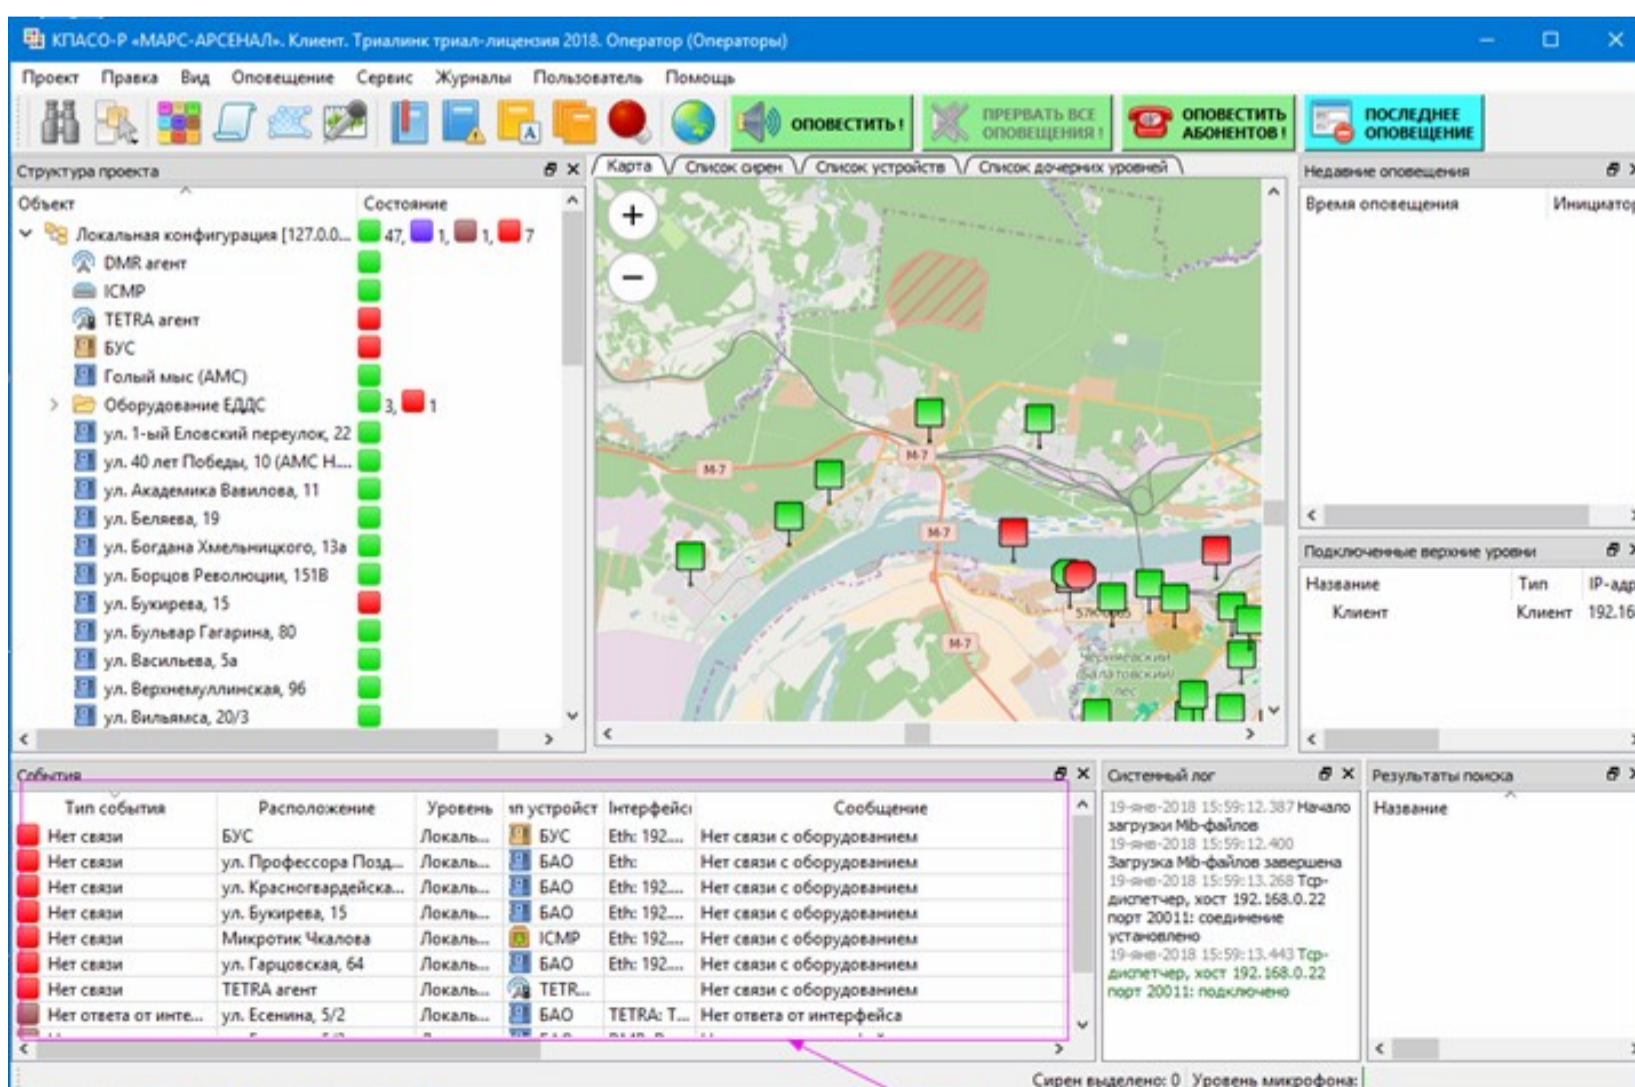 КПАСО-Р «МАРС-АРСЕНАЛ». Клиент. Триалинк триал-лицензия 2018. Оператор (Операторы)
Проект Правка Вид Оповещение Сервис Журналы Пользователь Помощь
ОПОВЕСТИТЬ !
ПРЕРВАТЬ ВСЕ
ОПОВЕЩЕНИЯ !
ОПОВЕСТИТЬ
АБОНЕНТОВ !
ПОСЛЕДНЕЕ
ОПОВЕЩЕНИЕ
Структура проекта
Объект Состояние
Локальная конфигурация [127.0.0... 47, 1, 1, 7
DMR агент
ICMP
TETRA агент
БУС
Голый мыс (АМС)
Оборудование ЕДДС 3, 1
ул. 1-ый Еловский переулок, 22
ул. 40 лет Победы, 10 (АМС Н....
ул. Академика Вавилова, 11
ул. Беляева, 19
ул. Богдана Хмельницкого, 13а
ул. Борцов Революции, 151В
ул. Букирева, 15
ул. Бульвар Гагарина, 80
ул. Васильева, 5а
ул. Верхнемуллинская, 96
ул. Вильямса, 20/3
Карта Список сирен Список устройств Список дочерних уровней
+
−
М-7
М-7
М-7
М-7
Черняевский
(Балатовский)
лес
Недавние оповещения
Время оповещения Инициатор
Подключенные верхние уровни
Название Тип IP-адр
Клиент Клиент 192.16
События
Тип события Расположение Уровень ип устройст Интерфейс Сообщение
Нет связи БУС Локаль... БУС Eth: 192.... Нет связи с оборудованием
Нет связи ул. Профессора Позд... Локаль... БАО Eth: Нет связи с оборудованием
Нет связи ул. Красногвардейска... Локаль... БАО Eth: 192.... Нет связи с оборудованием
Нет связи ул. Букирева, 15 Локаль... БАО Eth: 192.... Нет связи с оборудованием
Нет связи Микротик Чкалова Локаль... ICMP Eth: 192.... Нет связи с оборудованием
Нет связи ул. Гарцовская, 64 Локаль... БАО Eth: 192.... Нет связи с оборудованием
Нет связи TETRA агент Локаль... TETR... Нет связи с оборудованием
Нет ответа от инте... ул. Есенина, 5/2 Локаль... БАО TETRA: T... Нет ответа от интерфейса
Системный лог
19-янв-2018 15:59:12.387 Начало
загрузки Mib-файлов
19-янв-2018 15:59:12.400
Загрузка Mib-файлов завершена
19-янв-2018 15:59:13.268 Tcp-
диспетчер, хост 192.168.0.22
порт 20011: соединение
установлено
19-янв-2018 15:59:13.443 Tcp-
диспетчер, хост 192.168.0.22
порт 20011: подключено
Результаты поиска
Название
Сирен выделено: 0 Уровень микрофона: